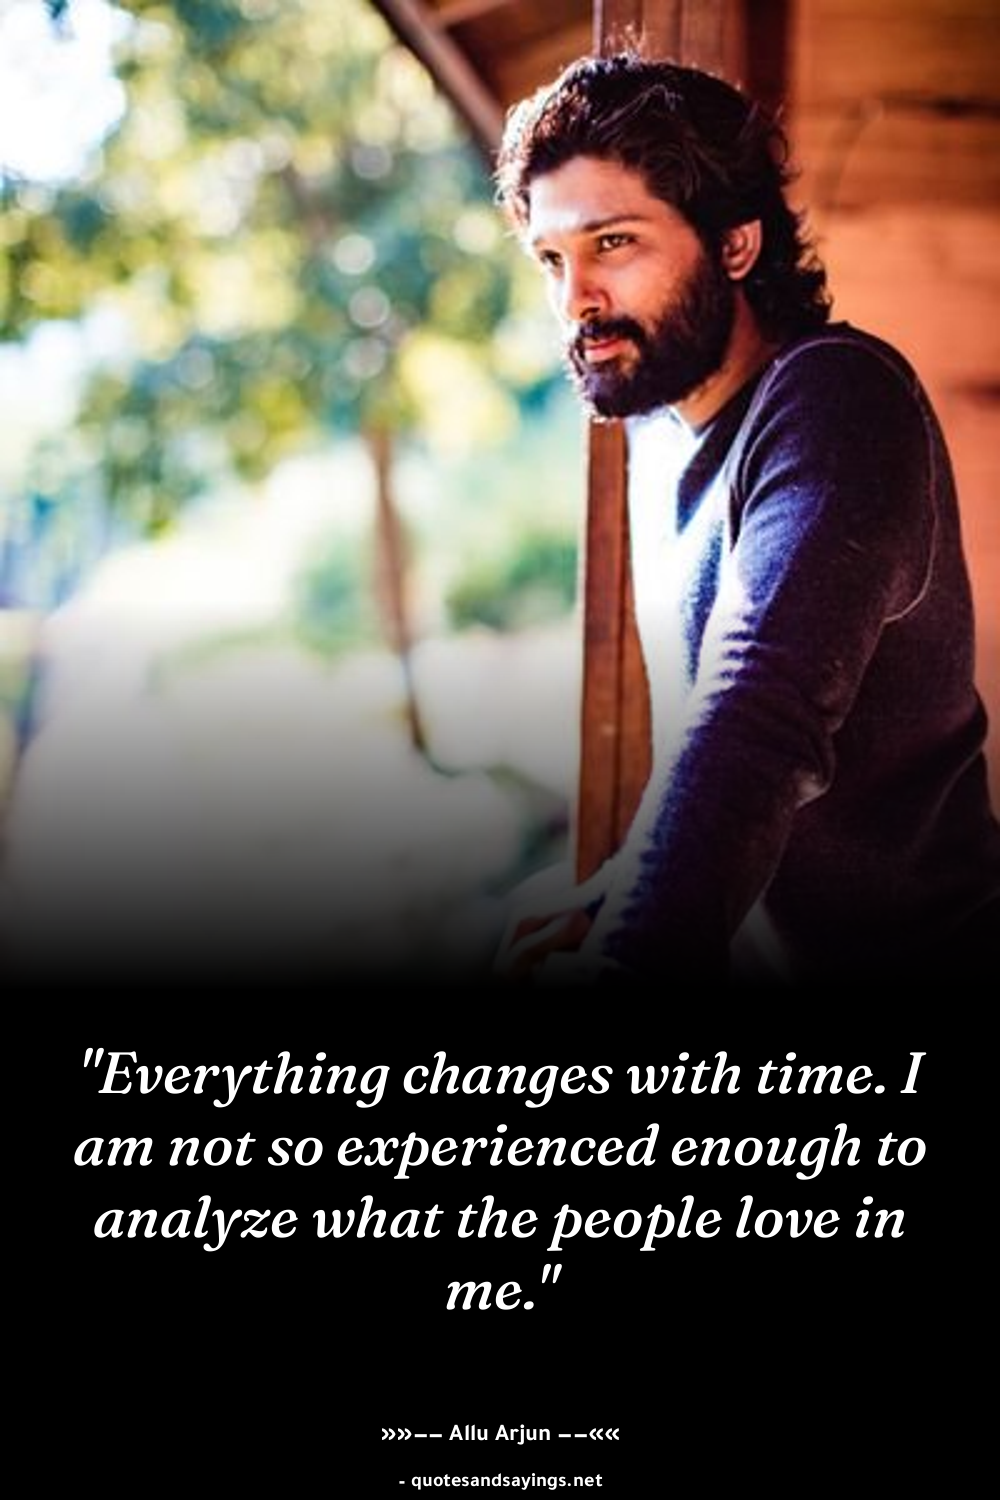 "Everything changes with time. I
am not so experienced enough to
analyze what the people love in
me."
»»–– Allu Arjun ––««
- quotesandsayings.net